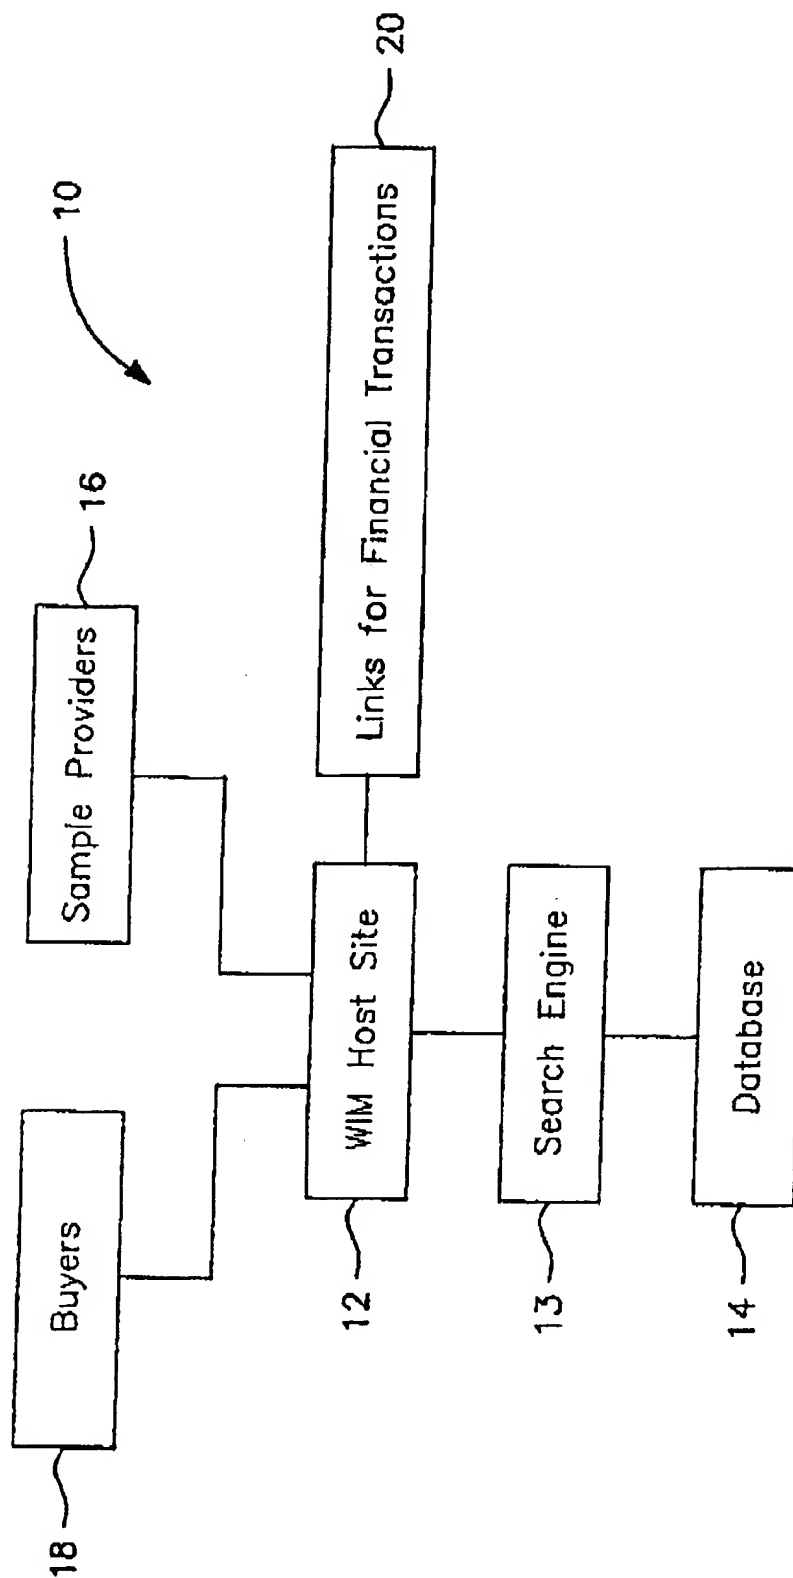 10
18
Buyers
Sample Providers
16
12
WIM Host Site
Links for Financial Transactions
20
13
Search Engine
14
Database